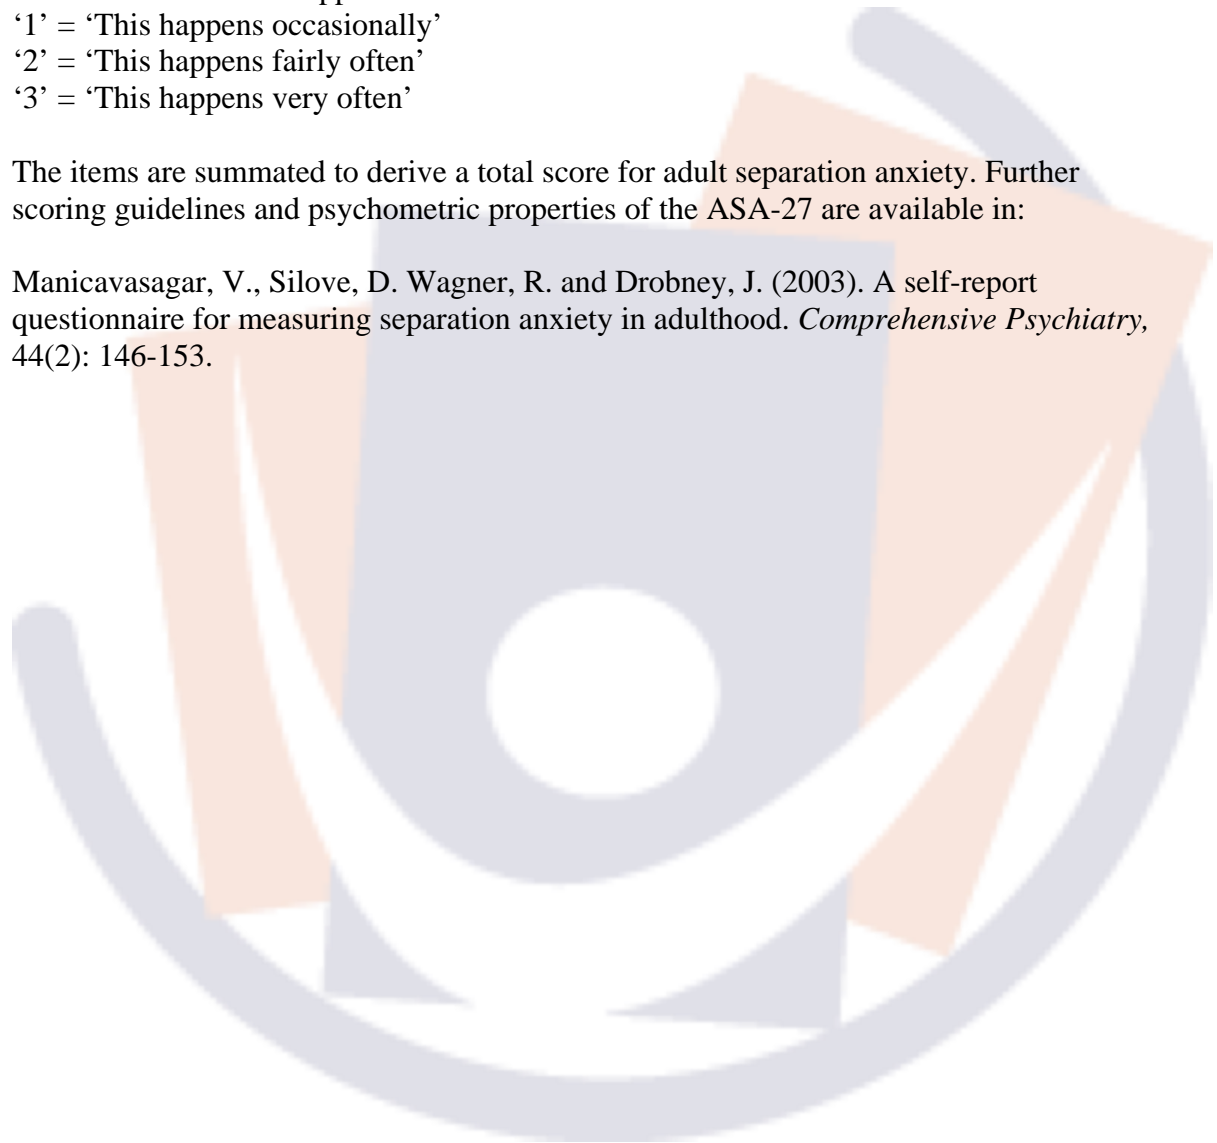 ‘1’ = ‘This happens occasionally’
‘2’ = ‘This happens fairly often’
‘3’ = ‘This happens very often’
The items are summated to derive a total score for adult separation anxiety. Further
scoring guidelines and psychometric properties of the ASA-27 are available in:
Manicavasagar, V., Silove, D. Wagner, R. and Drobney, J. (2003). A self-report
questionnaire for measuring separation anxiety in adulthood. Comprehensive Psychiatry,
44(2): 146-153.